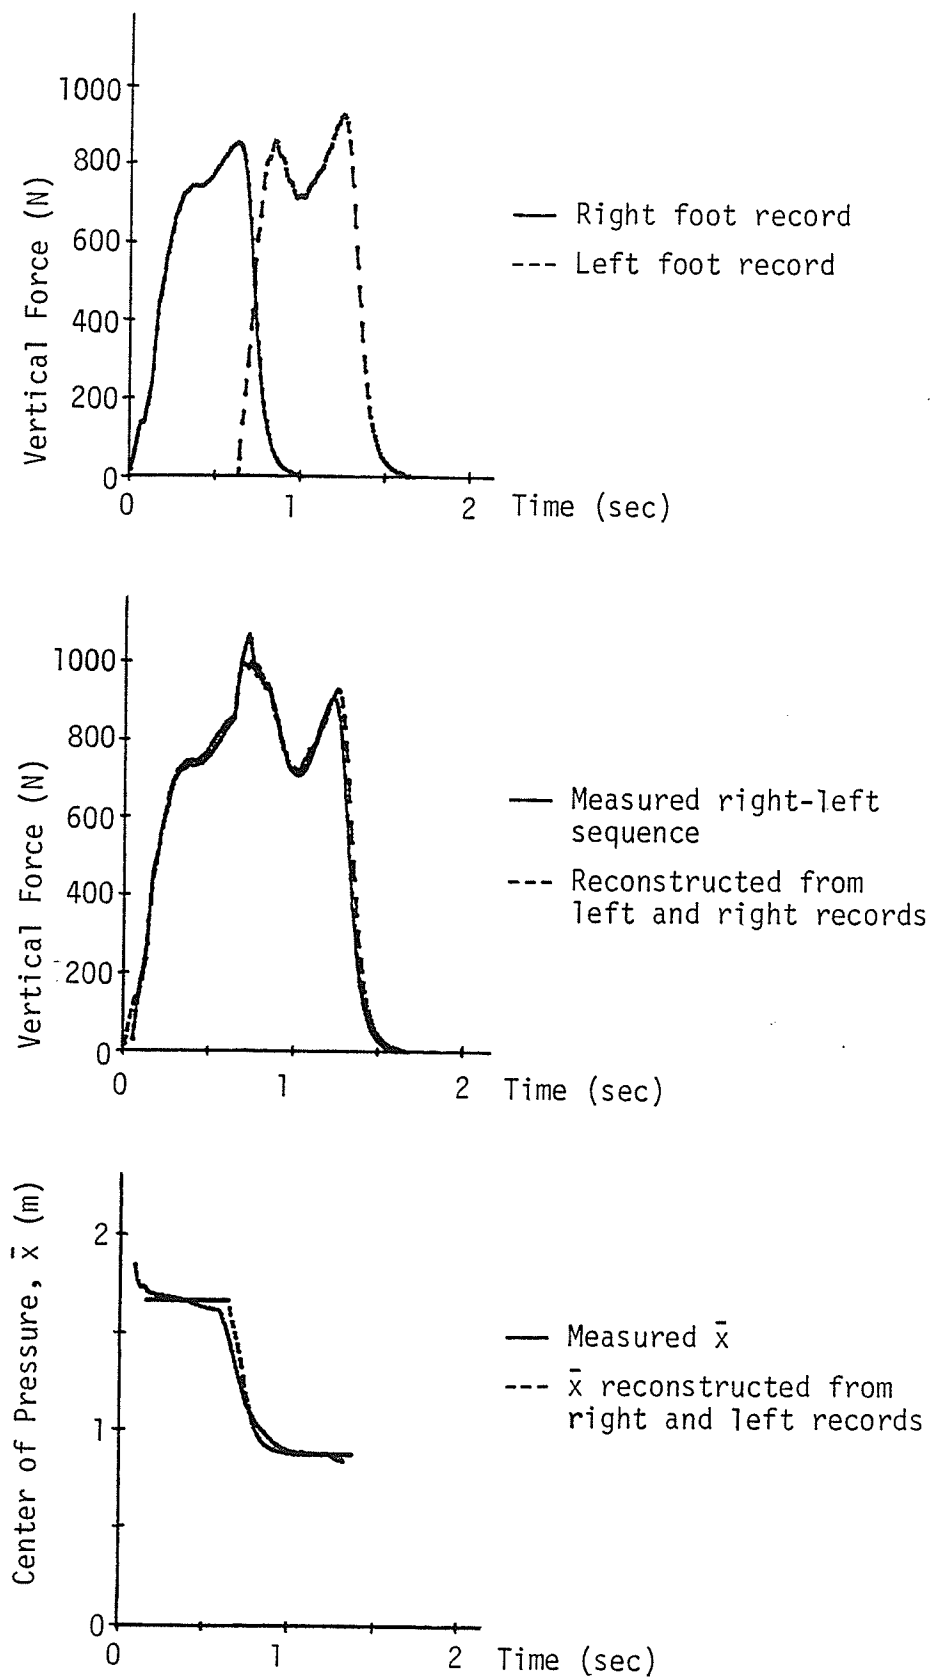 1000
800
600
400
200
0
Vertical Force (N)
0 1 2 Time (sec)
Right foot record
Left foot record
1000
800
600
400
200
0
Vertical Force (N)
0 1 2 Time (sec)
Measured right-left
sequence
Reconstructed from
left and right records
2
1
0
Center of Pressure, x̄ (m)
0 1 2 Time (sec)
Measured x̄
x̄ reconstructed from
right and left records